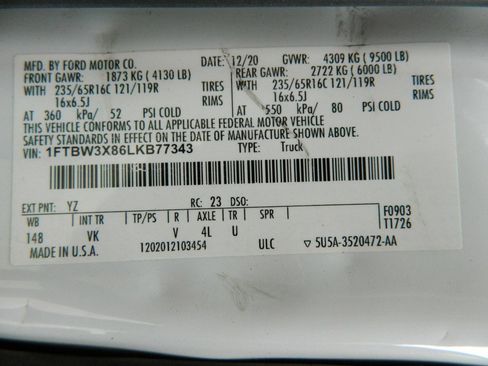 MFD. BY FORD MOTOR CO. DATE: 12/20 GVWR: 4309 KG ( 9500 LB)
FRONT GAWR: 1873 KG ( 4130 LB) REAR GAWR: 2722 KG ( 6000 LB)
WITH 235/65R16C 121/119R TIRES WITH 235/65R16C 121/119R TIRES
16x6.5J RIMS 16x6.5J RIMS
AT 360 kPa/ 52 PSI COLD AT 550 kPa/ 80 PSI COLD
THIS VEHICLE CONFORMS TO ALL APPLICABLE FEDERAL MOTOR VEHICLE
SAFETY STANDARDS IN EFFECT ON THE DATE OF MANUFACTURE SHOWN ABOVE.
VIN: 1FTBW3X86LKB77343 TYPE: Truck
EXT PNT: YZ RC: 23 DSO:
WB INT TR TP/PS R AXLE TR SPR F0903
148 VK V 4L U T1726
MADE IN U.S.A. 1202012103454 ULC ▽ 5U5A-3520472-AA